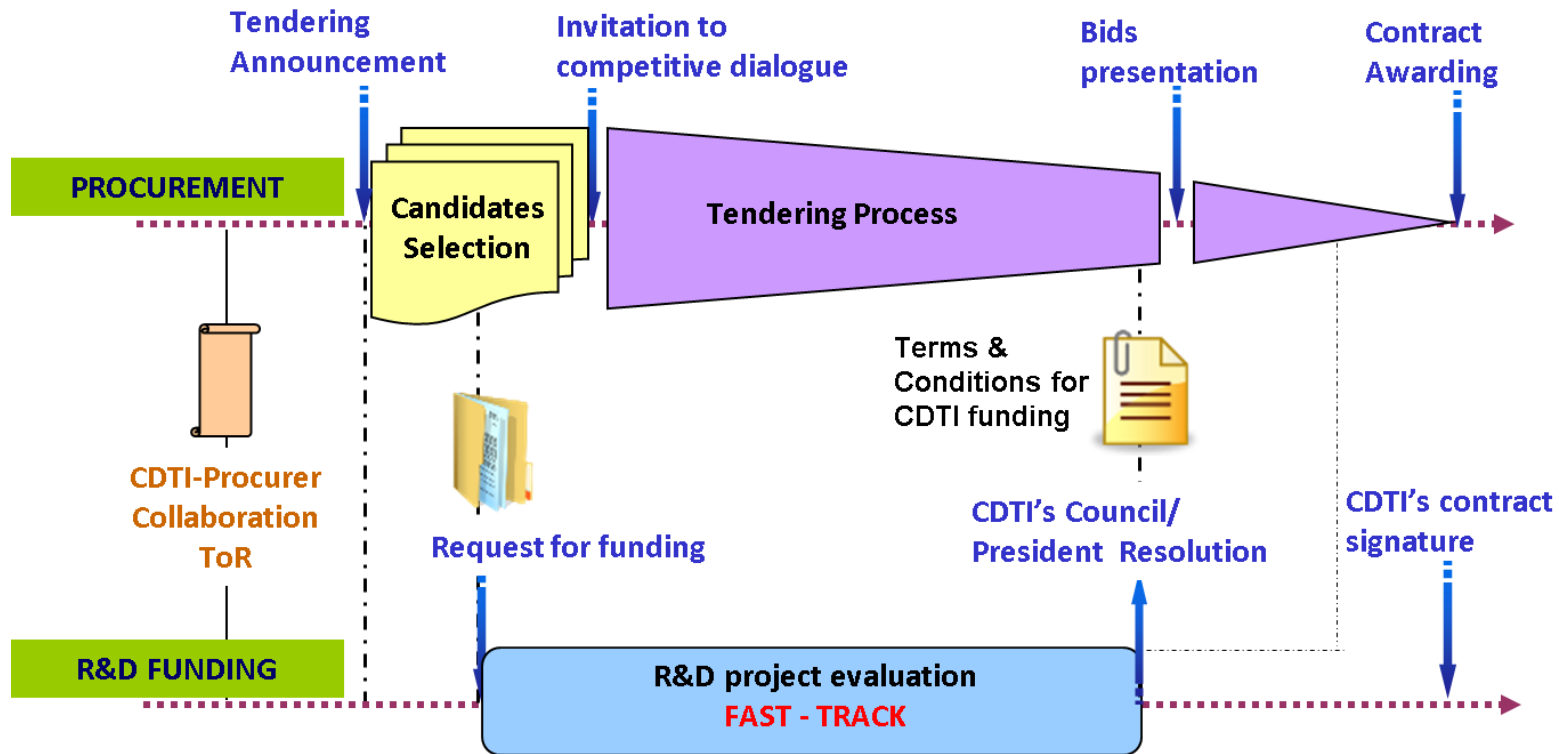 Tendering
Announcement
Invitation to
competitive dialogue
Bids
presentation
Contract
Awarding
PROCUREMENT
Candidates
Selection
Tendering Process
Terms &
Conditions for
CDTI funding
CDTI-Procurer
Collaboration
ToR
Request for funding
CDTI’s Council/
President Resolution
CDTI’s contract
signature
R&D FUNDING
R&D project evaluation
FAST - TRACK